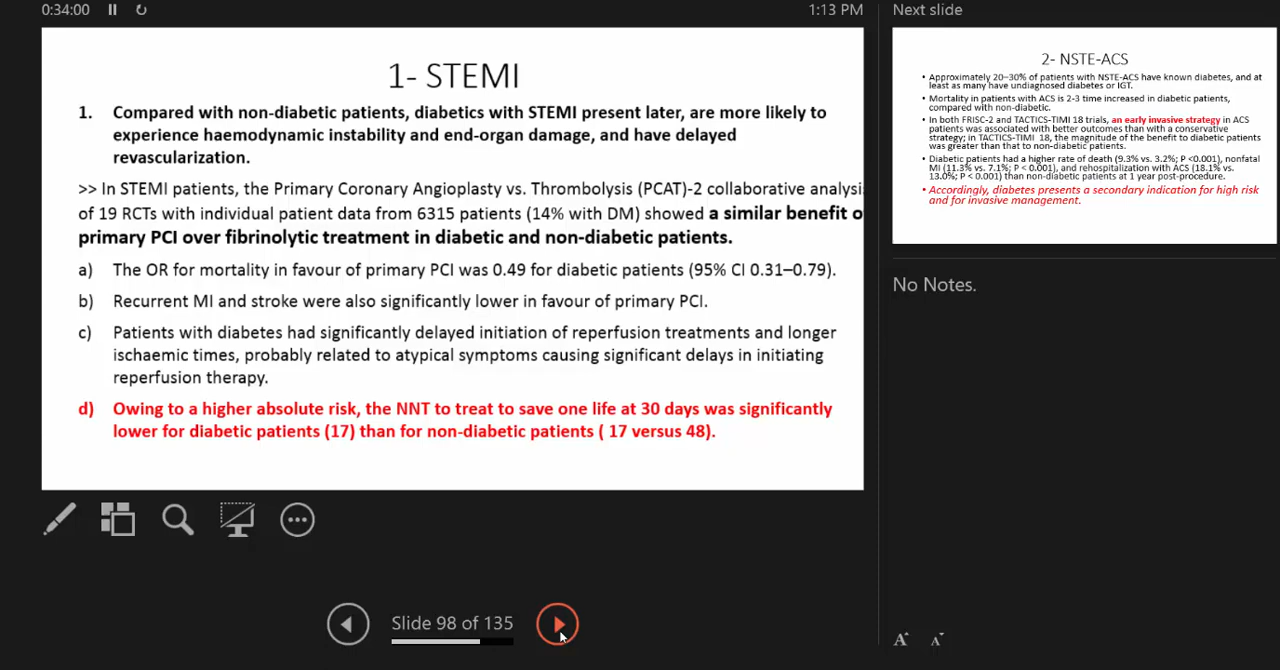 0:34:00
1:13 PM
1- STEMI
1. Compared with non-diabetic patients, diabetics with STEMI present later, are more likely to
experience haemodynamic instability and end-organ damage, and have delayed
revascularization.
>> In STEMI patients, the Primary Coronary Angioplasty vs. Thrombolysis (PCAT)-2 collaborative analysi
of 19 RCTs with individual patient data from 6315 patients (14% with DM) showed a similar benefit o
primary PCI over fibrinolytic treatment in diabetic and non-diabetic patients.
a) The OR for mortality in favour of primary PCI was 0.49 for diabetic patients (95% CI 0.31–0.79).
b) Recurrent MI and stroke were also significantly lower in favour of primary PCI.
c) Patients with diabetes had significantly delayed initiation of reperfusion treatments and longer
ischaemic times, probably related to atypical symptoms causing significant delays in initiating
reperfusion therapy.
d) Owing to a higher absolute risk, the NNT to treat to save one life at 30 days was significantly
lower for diabetic patients (17) than for non-diabetic patients ( 17 versus 48).
Slide 98 of 135
Next slide
2- NSTE-ACS
• Approximately 20–30% of patients with NSTE-ACS have known diabetes, and at
least as many have undiagnosed diabetes or IGT.
• Mortality in patients with ACS is 2-3 time increased in diabetic patients,
compared with non-diabetic.
• In both FRISC-2 and TACTICS-TIMI 18 trials, an early invasive strategy in ACS
patients was associated with better outcomes than with a conservative
strategy; in TACTICS-TIMI 18, the magnitude of the benefit to diabetic patients
was greater than that to non-diabetic patients.
• Diabetic patients had a higher rate of death (9.3% vs. 3.2%; P <0.001), nonfatal
MI (11.3% vs. 7.1%; P < 0.001), and rehospitalization with ACS (18.1% vs.
13.0%; P < 0.001) than non-diabetic patients at 1 year post-procedure.
• Accordingly, diabetes presents a secondary indication for high risk
and for invasive management.
No Notes.
A A